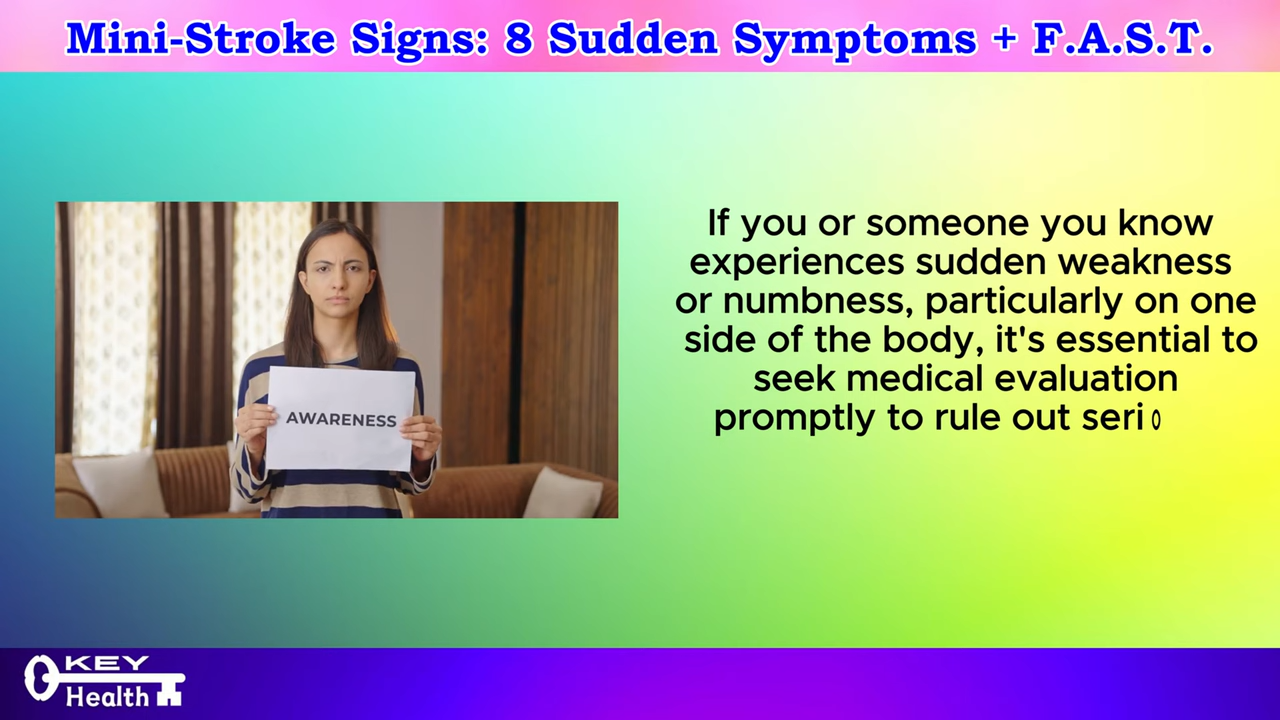 Mini-Stroke Signs: 8 Sudden Symptoms + F.A.S.T.
If you or someone you know
experiences sudden weakness
or numbness, particularly on one
side of the body, it's essential to
seek medical evaluation
promptly to rule out serio
AWARENESS
KEY
Health